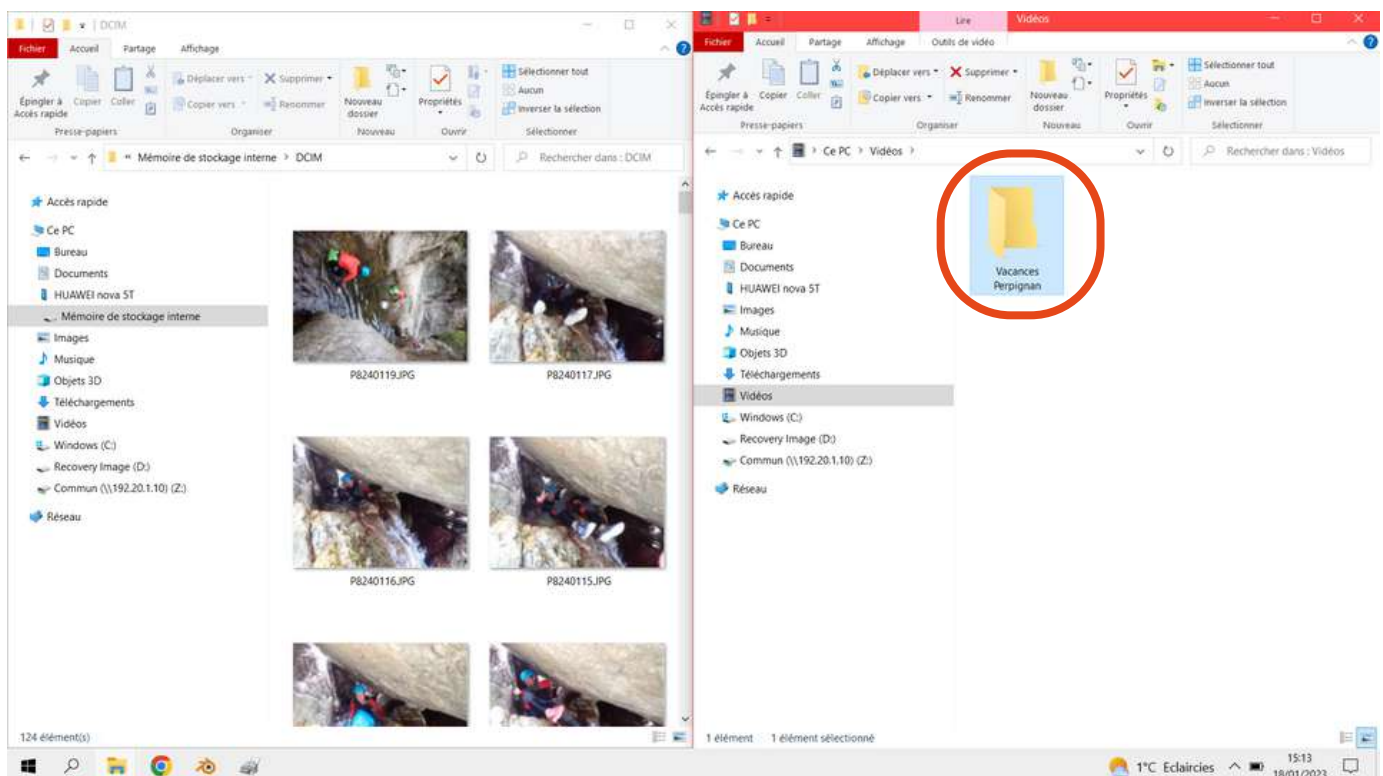 DCIM
Fichier Accueil Partage Affichage
Épingler à Accès rapide
Copier
Coller
Déplacer vers
Copier vers
Supprimer
Renommer
Nouveau dossier
Propriétés
Sélectionner tout
Aucun
Inverser la sélection
Presse-papiers Organiser Nouveau Ouvrir Sélectionner
« Mémoire de stockage interne > DCIM
Rechercher dans : DCIM
Accès rapide
Ce PC
Bureau
Documents
HUAWEI nova 5T
Mémoire de stockage interne
Images
Musique
Objets 3D
Téléchargements
Vidéos
Windows (C:)
Recovery Image (D:)
Commun (\\192.20.1.10) (Z:)
Réseau
P8240119.JPG P8240117.JPG
P8240116.JPG P8240115.JPG
124 élément(s)
Lire Vidéos
Fichier Accueil Partage Affichage Outils de vidéo
Épingler à Accès rapide
Copier
Coller
Déplacer vers
Copier vers
Supprimer
Renommer
Nouveau dossier
Propriétés
Sélectionner tout
Aucun
Inverser la sélection
Presse-papiers Organiser Nouveau Ouvrir Sélectionner
> Ce PC > Vidéos >
Rechercher dans : Vidéos
Accès rapide
Ce PC
Bureau
Documents
HUAWEI nova 5T
Images
Musique
Objets 3D
Téléchargements
Vidéos
Windows (C:)
Recovery Image (D:)
Commun (\\192.20.1.10) (Z:)
Réseau
Vacances
Perpignan
1 élément 1 élément sélectionné
1°C Eclaircies
15:13
18/01/2023